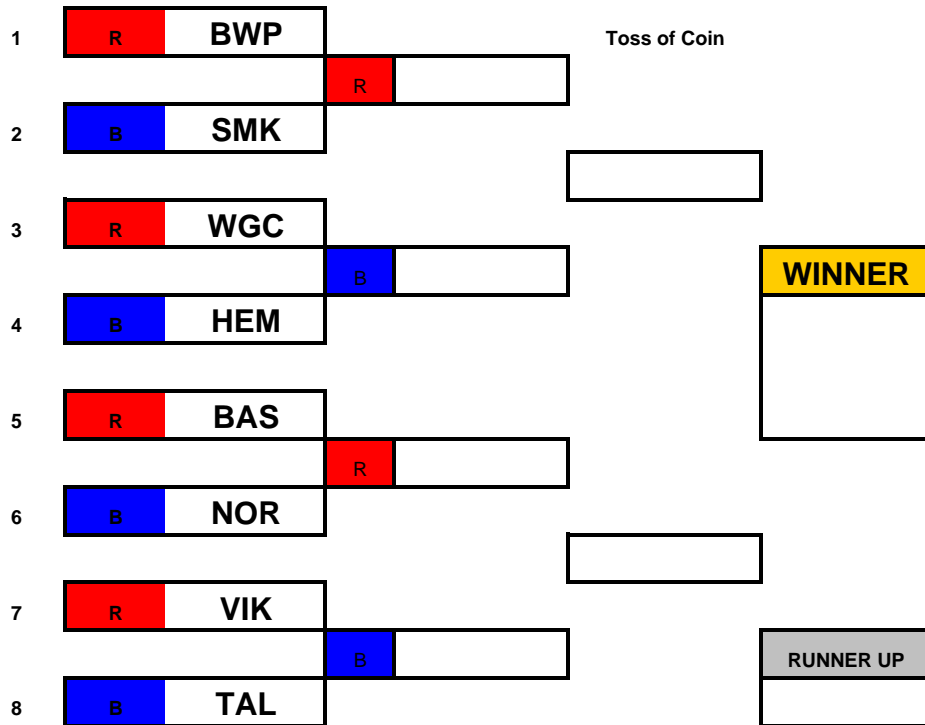 1 R BWP Toss of Coin
R
2 B SMK
3 R WGC
B WINNER
4 B HEM
5 R BAS
R
6 B NOR
7 R VIK
B RUNNER UP
8 B TAL